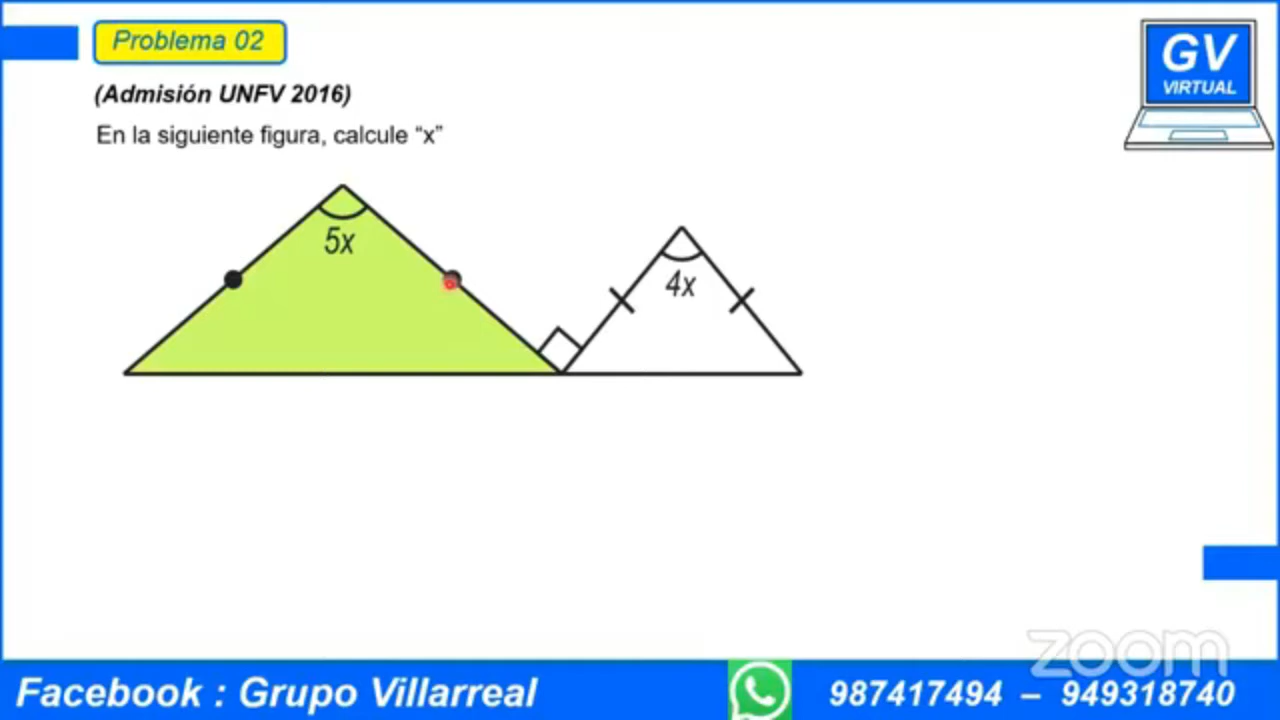 Problema 02
GV
VIRTUAL
(Admisión UNFV 2016)
En la siguiente figura, calcule “x”
5x
4x
zoom
Facebook : Grupo Villarreal
987417494 – 949318740